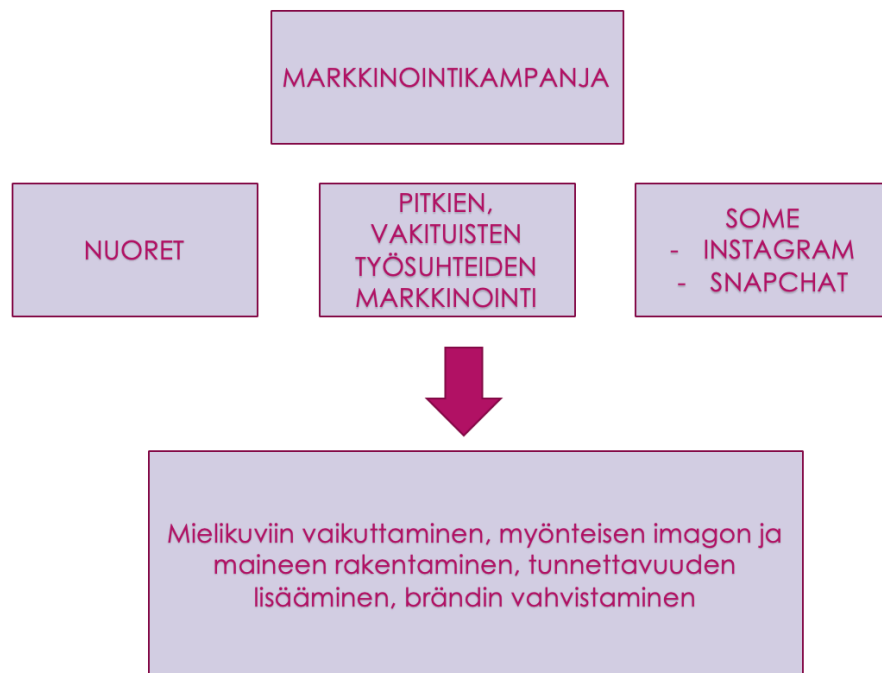 MARKKINOINTIKAMPANJA
NUORET
PITKIEN,
VAKITUISTEN
TYÖSUHTEIDEN
MARKKINOINTI
SOME
- INSTAGRAM
- SNAPCHAT
Mielikuviin vaikuttaminen, myönteisen imagon ja
maineen rakentaminen, tunnettavuuden
lisääminen, brändin vahvistaminen